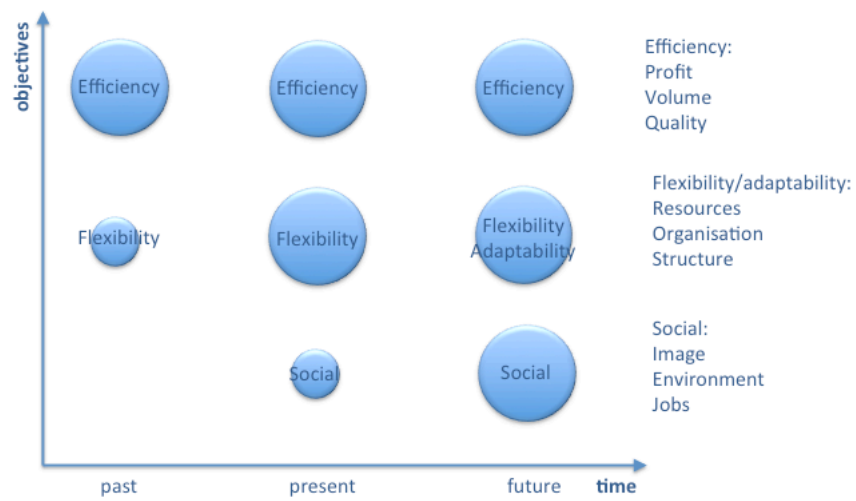 objectives
Efficiency
Efficiency
Efficiency
Efficiency:
Profit
Volume
Quality
Flexibility
Flexibility
Flexibility
Adaptability
Flexibility/adaptability:
Resources
Organisation
Structure
Social
Social
Social:
Image
Environment
Jobs
past
present
future
time